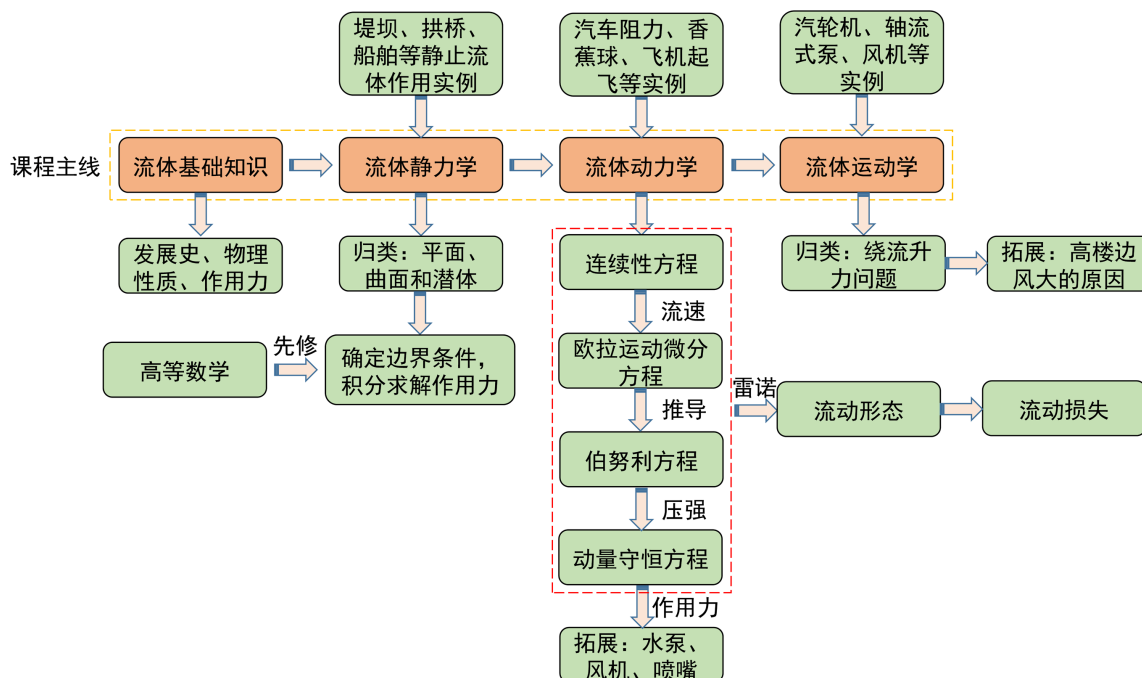 堤坝、拱桥、
船舶等静止流
体作用实例
汽车阻力、香
蕉球、飞机起
飞等实例
汽轮机、轴流
式泵、风机等
实例
课程主线
流体基础知识
流体静力学
流体动力学
流体运动学
发展史、物理
性质、作用力
归类：平面、
曲面和潜体
连续性方程
归类：绕流升
力问题
拓展：高楼边
风大的原因
流速
高等数学
先修
确定边界条件，
积分求解作用力
欧拉运动微分
方程
雷诺
流动形态
流动损失
推导
伯努利方程
压强
动量守恒方程
作用力
拓展：水泵、
风机、喷嘴